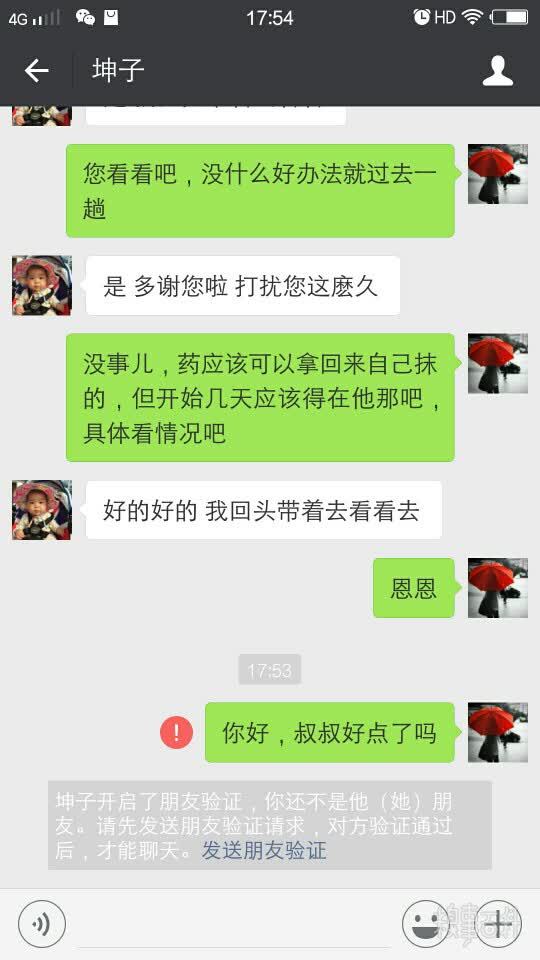 4G 17:54 HD
坤子
您看看吧，没什么好办法就过去一
趟
是 多谢您啦 打扰您这麽久
没事儿，药应该可以拿回来自己抹
的，但开始几天应该得在他那吧，
具体看情况吧
好的好的 我回头带着去看看去
恩恩
17:53
! 你好，叔叔好点了吗
坤子开启了朋友验证，你还不是他（她）朋
友。请先发送朋友验证请求，对方验证通过
后，才能聊天。发送朋友验证